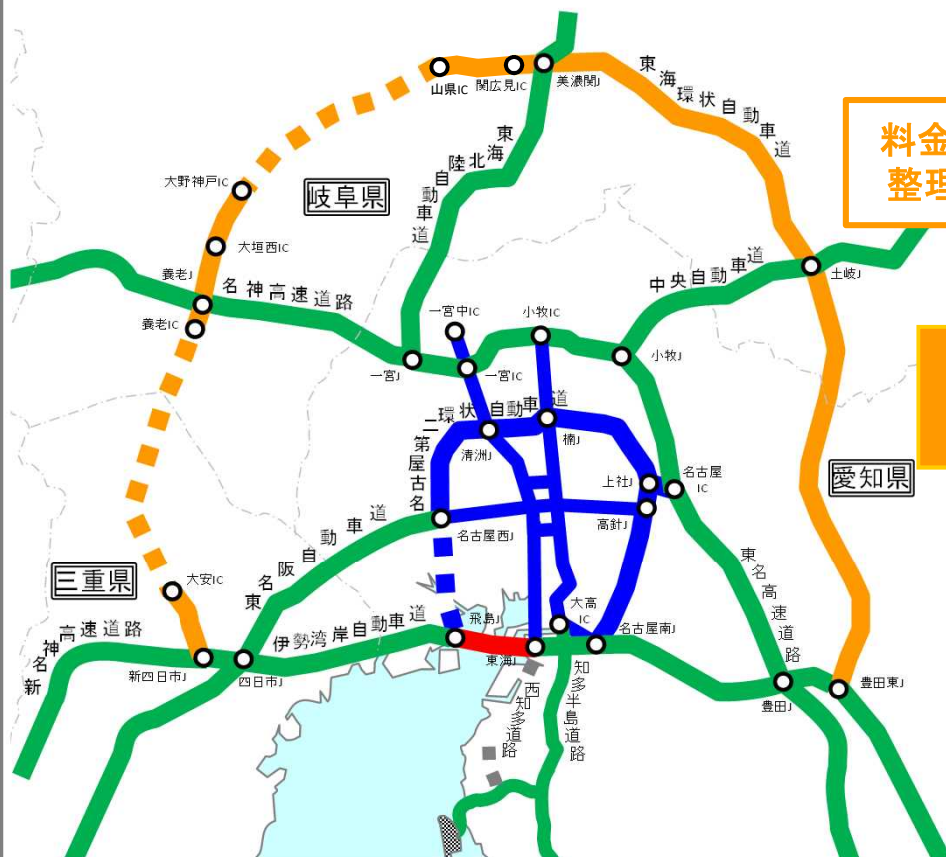 山県IC
関広見IC
美濃関J
東海環状自動車道
料金
整理
東海北陸自動車道
大野神戸IC
岐阜県
大垣西IC
養老J
名神高速道路
中央自動車道
土岐J
養老IC
一宮中IC
小牧IC
一宮J
一宮IC
小牧J
名古屋第二環状自動車道
清洲J
楠J
上社J
名古屋
IC
愛知県
高針J
名古屋西J
東名阪自動車道
東名高速道路
三重県
大安IC
飛島J
大高
IC
名古屋南J
伊勢湾岸自動車道
新名神高速道路
新四日市J
四日市J
東海J
西知多道路
知多半島道路
豊田J
豊田東J